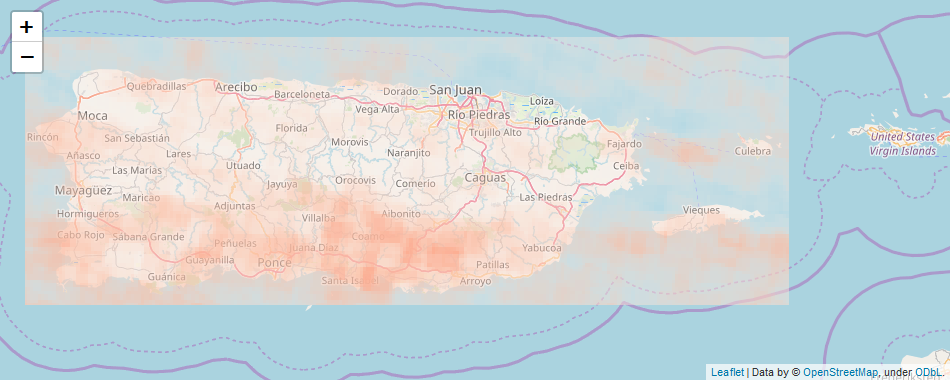 +
−
Quebradillas
Arecibo
Barceloneta
Dorado
San Juan
Loiza
Moca
Vega Alta
Río Piedras
Río Grande
Florida
Trujillo Alto
Rincón
San Sebastián
Morovis
Fajardo
United States
Virgin Islands
Añasco
Lares
Naranjito
Culebra
Las Marías
Utuado
Ceiba
Mayagüez
Jayuya
Orocovis
Comerio
Caguas
Maricao
Las Piedras
Hormigueros
Adjuntas
Villalba
Aibonito
Vieques
Cabo Rojo
Sabana Grande
Peñuelas
Juana Díaz
Coamo
Yabucoa
Guayanilla
Ponce
Patillas
Guánica
Santa Isabel
Arroyo
Leaflet | Data by © OpenStreetMap, under ODbL.